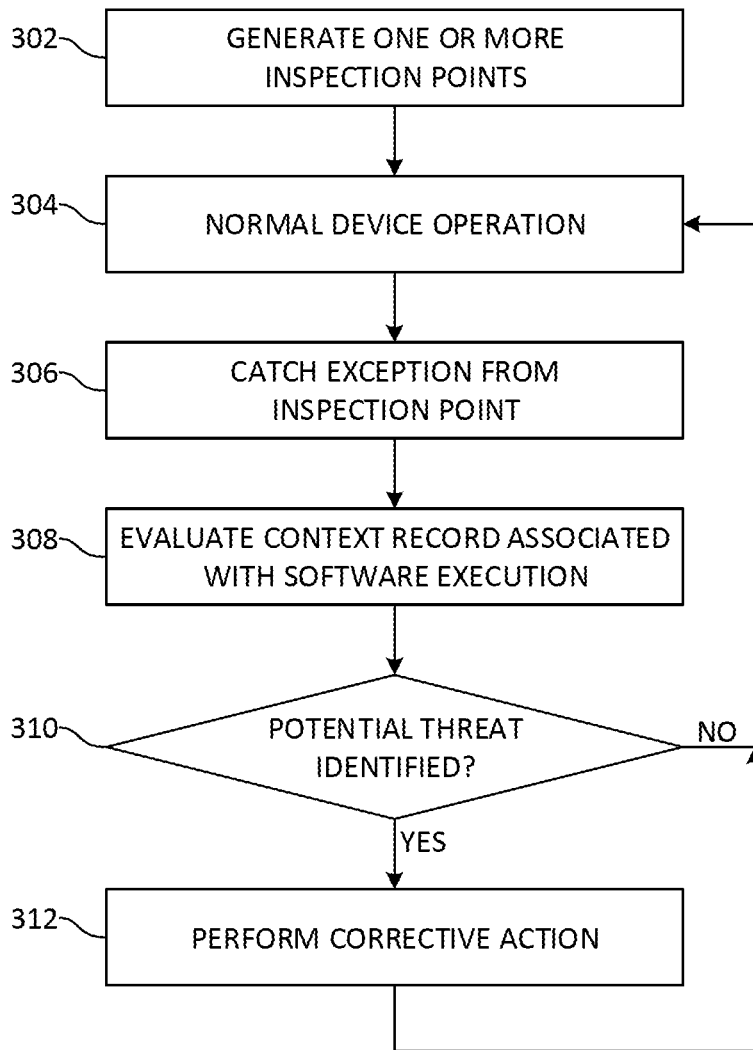 302
GENERATE ONE OR MORE
INSPECTION POINTS
304
NORMAL DEVICE OPERATION
306
CATCH EXCEPTION FROM
INSPECTION POINT
308
EVALUATE CONTEXT RECORD ASSOCIATED
WITH SOFTWARE EXECUTION
310
POTENTIAL THREAT
IDENTIFIED?
NO
YES
312
PERFORM CORRECTIVE ACTION